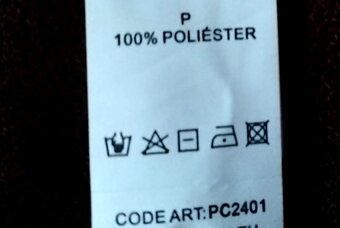 P
100% POLIÉSTER
CODE ART:PC2401